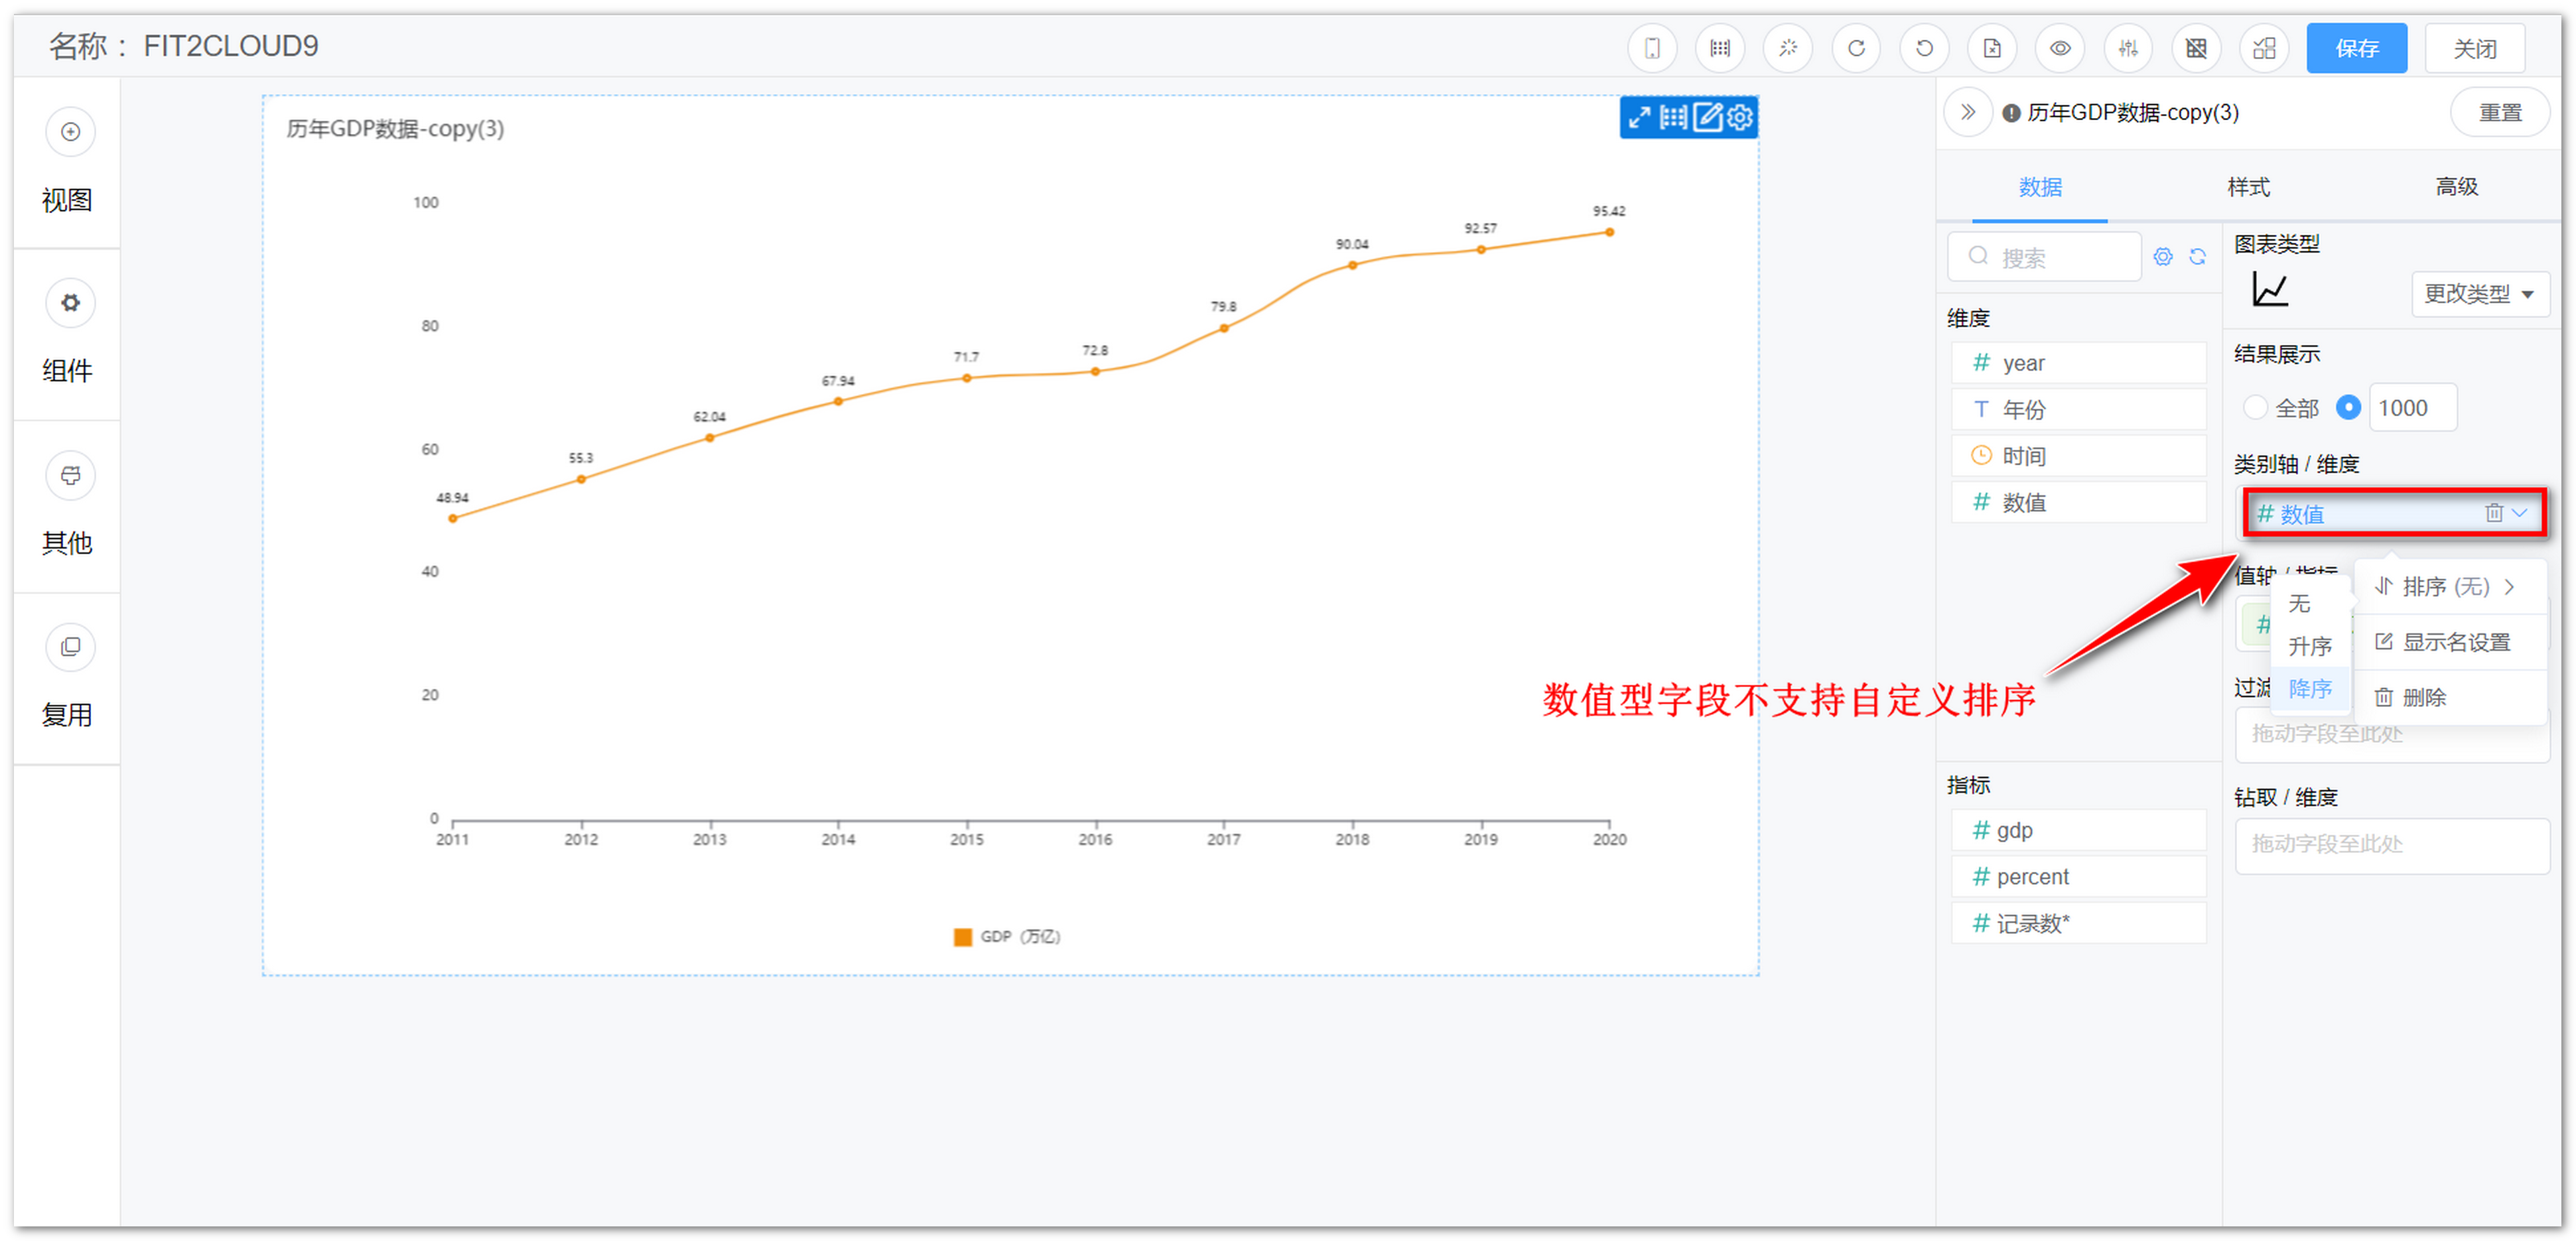 名称： FIT2CLOUD9
保存
关闭
视图
组件
其他
复用
历年GDP数据-copy(3)
100
80
60
40
20
0
48.94
55.3
62.04
67.94
71.7
72.8
79.8
90.04
92.57
95.42
2011 2012 2013 2014 2015 2016 2017 2018 2019 2020
GDP（万亿）
数值型字段不支持自定义排序
历年GDP数据-copy(3)
重置
数据
样式
高级
搜索
维度
# year
T 年份
时间
# 数值
指标
# gdp
# percent
# 记录数*
图表类型
更改类型
结果展示
全部
1000
类别轴 / 维度
# 数值
值轴 / 指标
#
排序 (无)
显示名设置
删除
无
升序
降序
过滤
拖动字段至此处
钻取 / 维度
拖动字段至此处